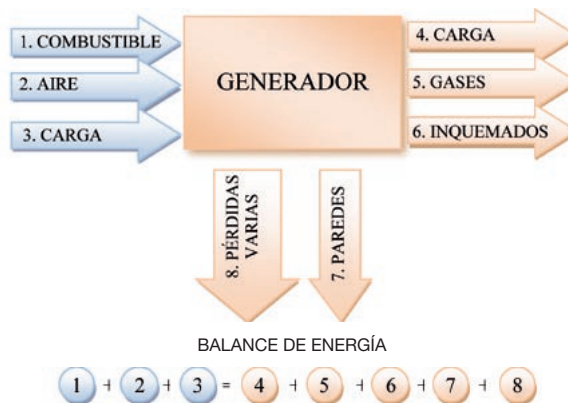 1. COMBUSTIBLE
2. AIRE
3. CARGA
GENERADOR
4. CARGA
5. GASES
6. INQUEMADOS
8. PÉRDIDAS
VARIAS
7. PAREDES
BALANCE DE ENERGÍA
1 + 2 + 3 = 4 + 5 + 6 + 7 + 8